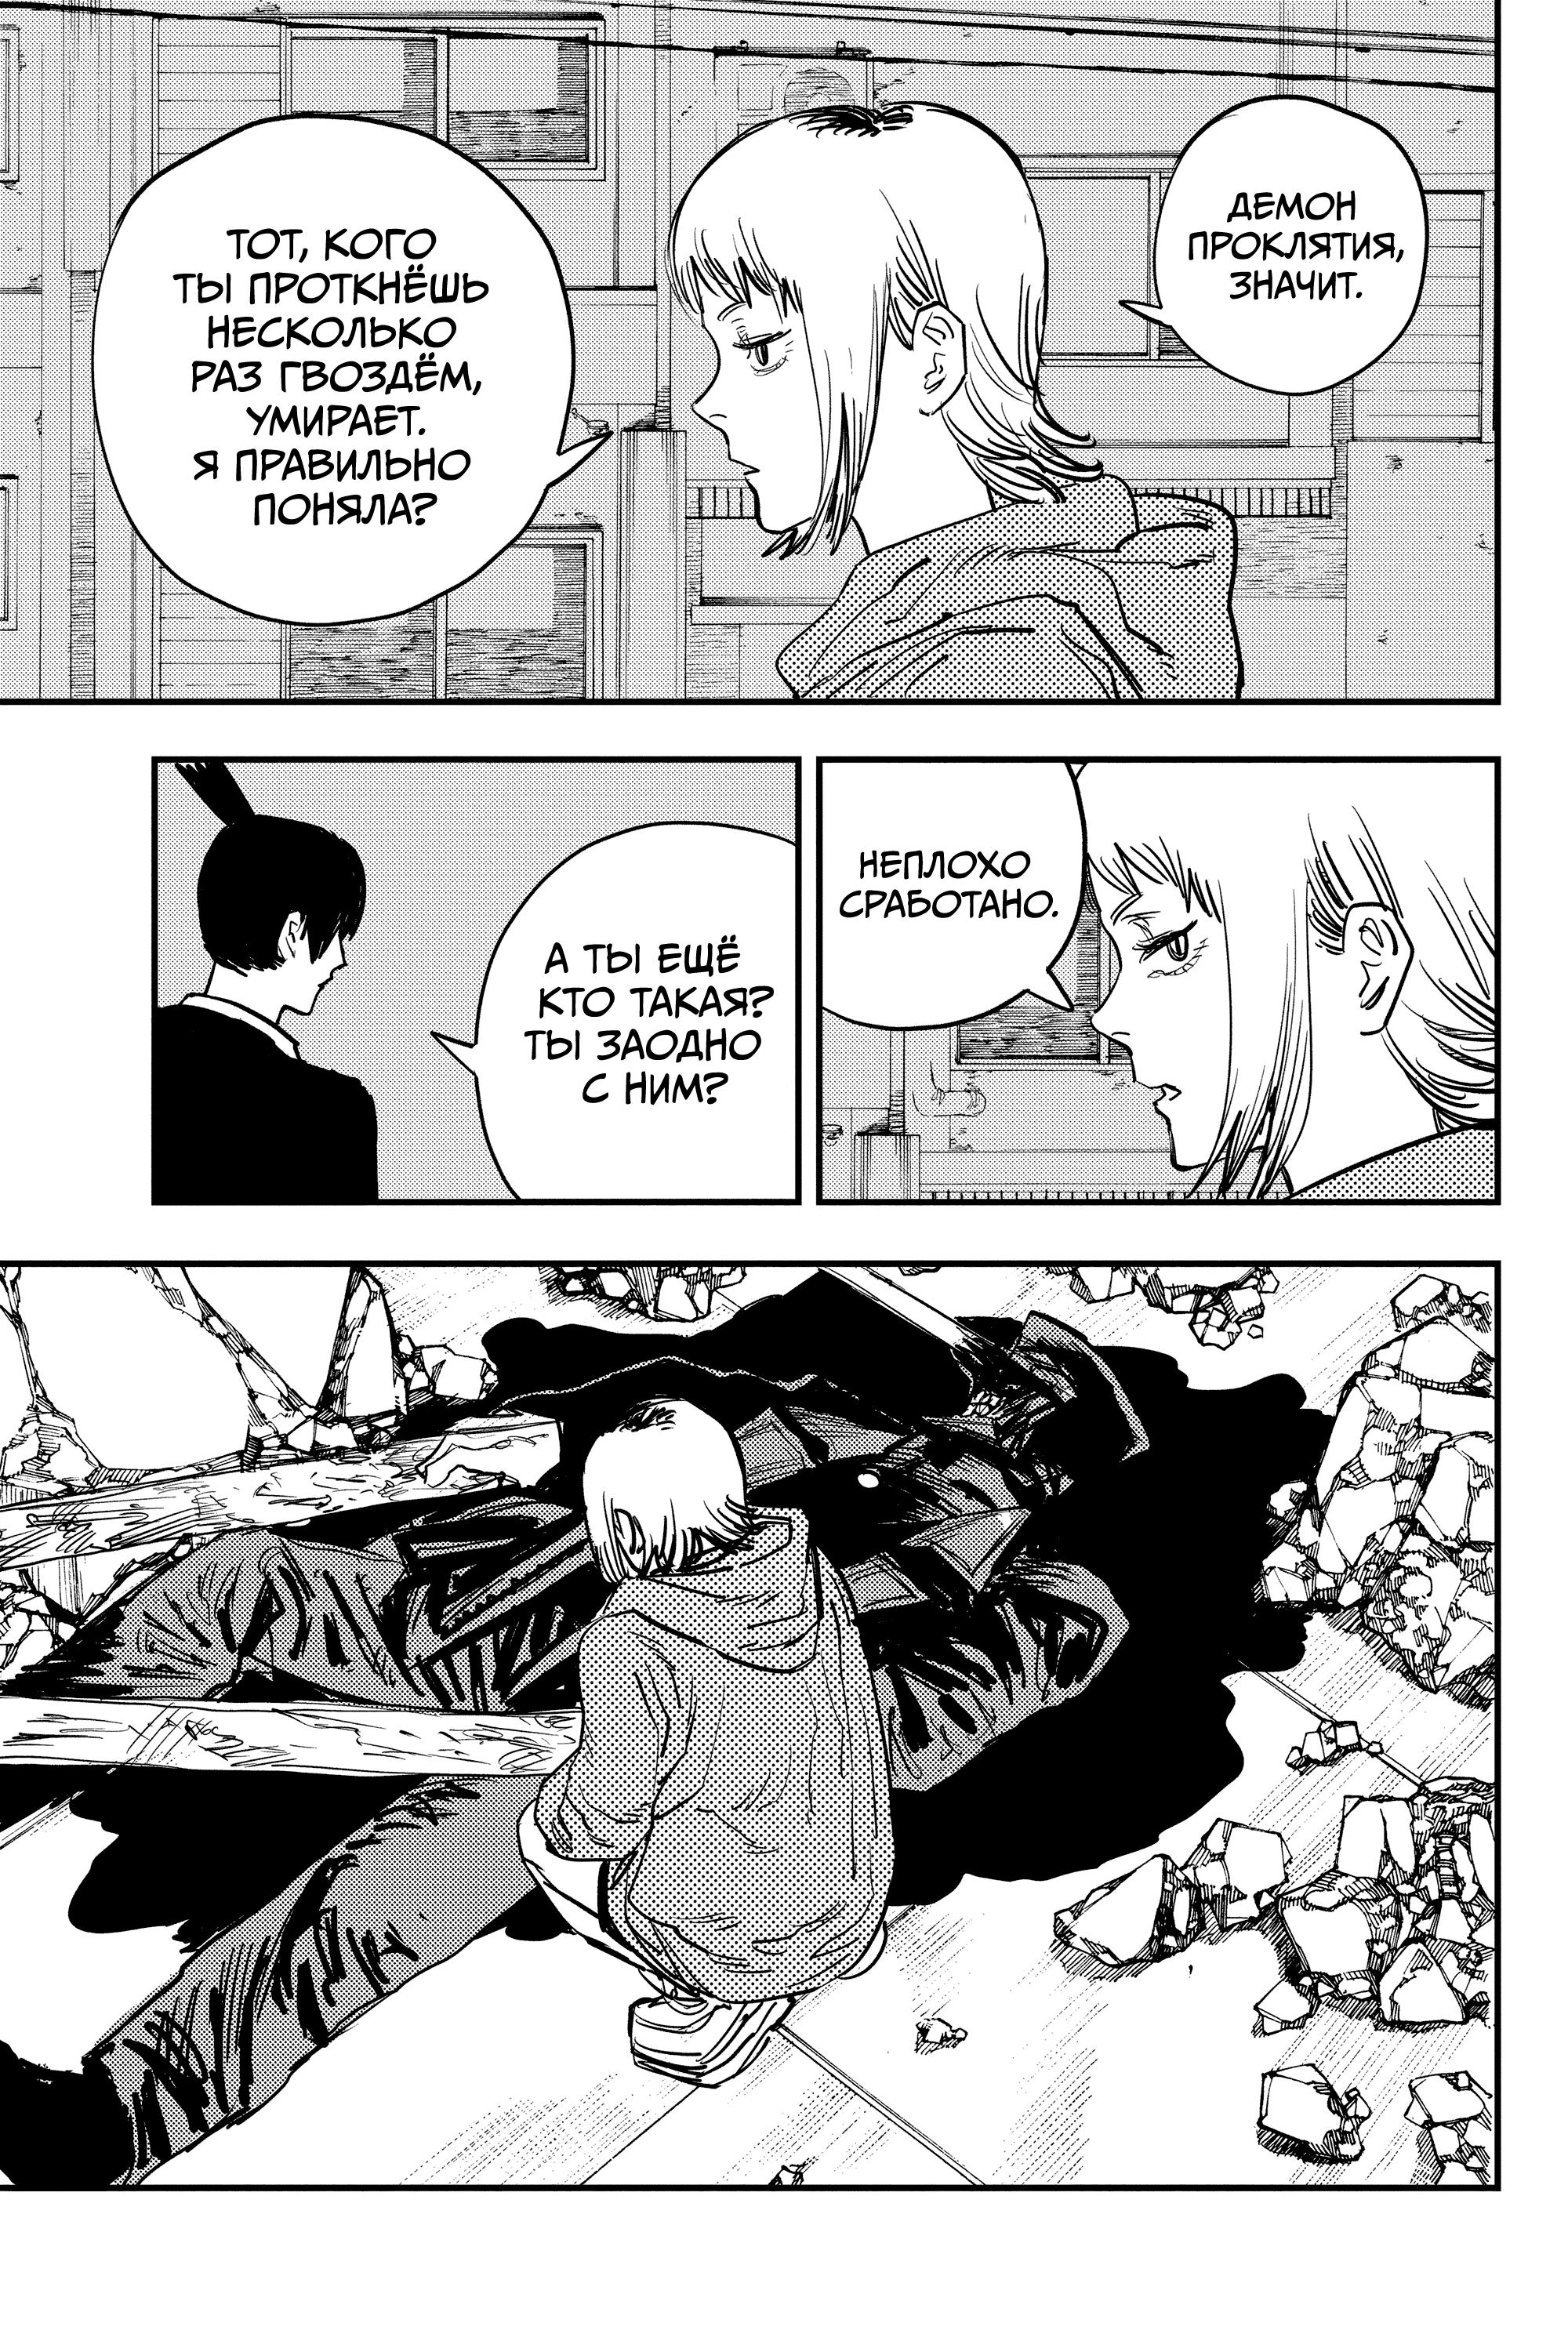 ДЕМОН
ПРОКЛЯТИЯ,
ЗНАЧИТ.
ТОТ, КОГО
ТЫ ПРОТКНЁШЬ
НЕСКОЛЬКО
РАЗ ГВОЗДЁМ,
УМИРАЕТ.
Я ПРАВИЛЬНО
ПОНЯЛА?
НЕПЛОХО
СРАБОТАНО.
А ТЫ ЕЩЁ
КТО ТАКАЯ?
ТЫ ЗАОДНО
С НИМ?